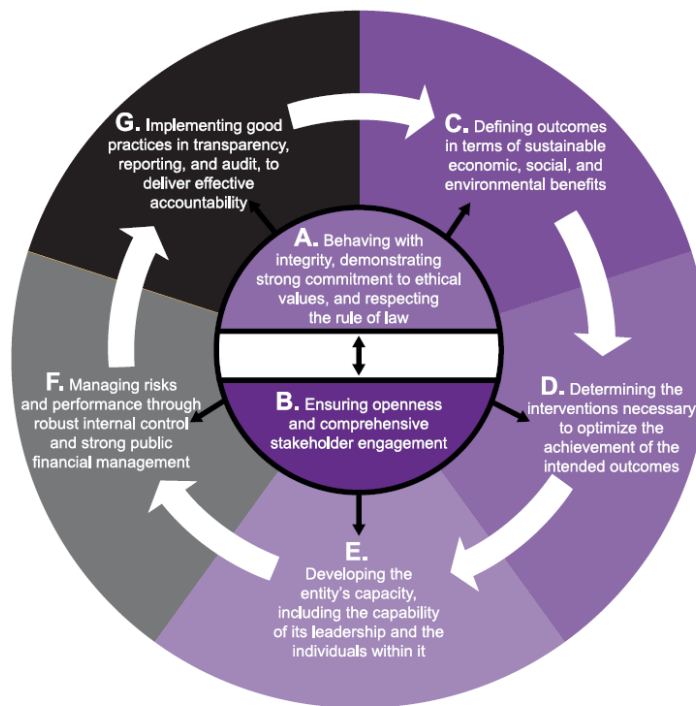 G. Implementing good
practices in transparency,
reporting, and audit, to
deliver effective
accountability
C. Defining outcomes
in terms of sustainable
economic, social, and
environmental benefits
A. Behaving with
integrity, demonstrating
strong commitment to ethical
values, and respecting
the rule of law
B. Ensuring openness
and comprehensive
stakeholder engagement
D. Determining the
interventions necessary
to optimize the
achievement of the
intended outcomes
E.
Developing the
entity's capacity,
including the capability
of its leadership and the
individuals within it
F. Managing risks
and performance through
robust internal control
and strong public
financial management